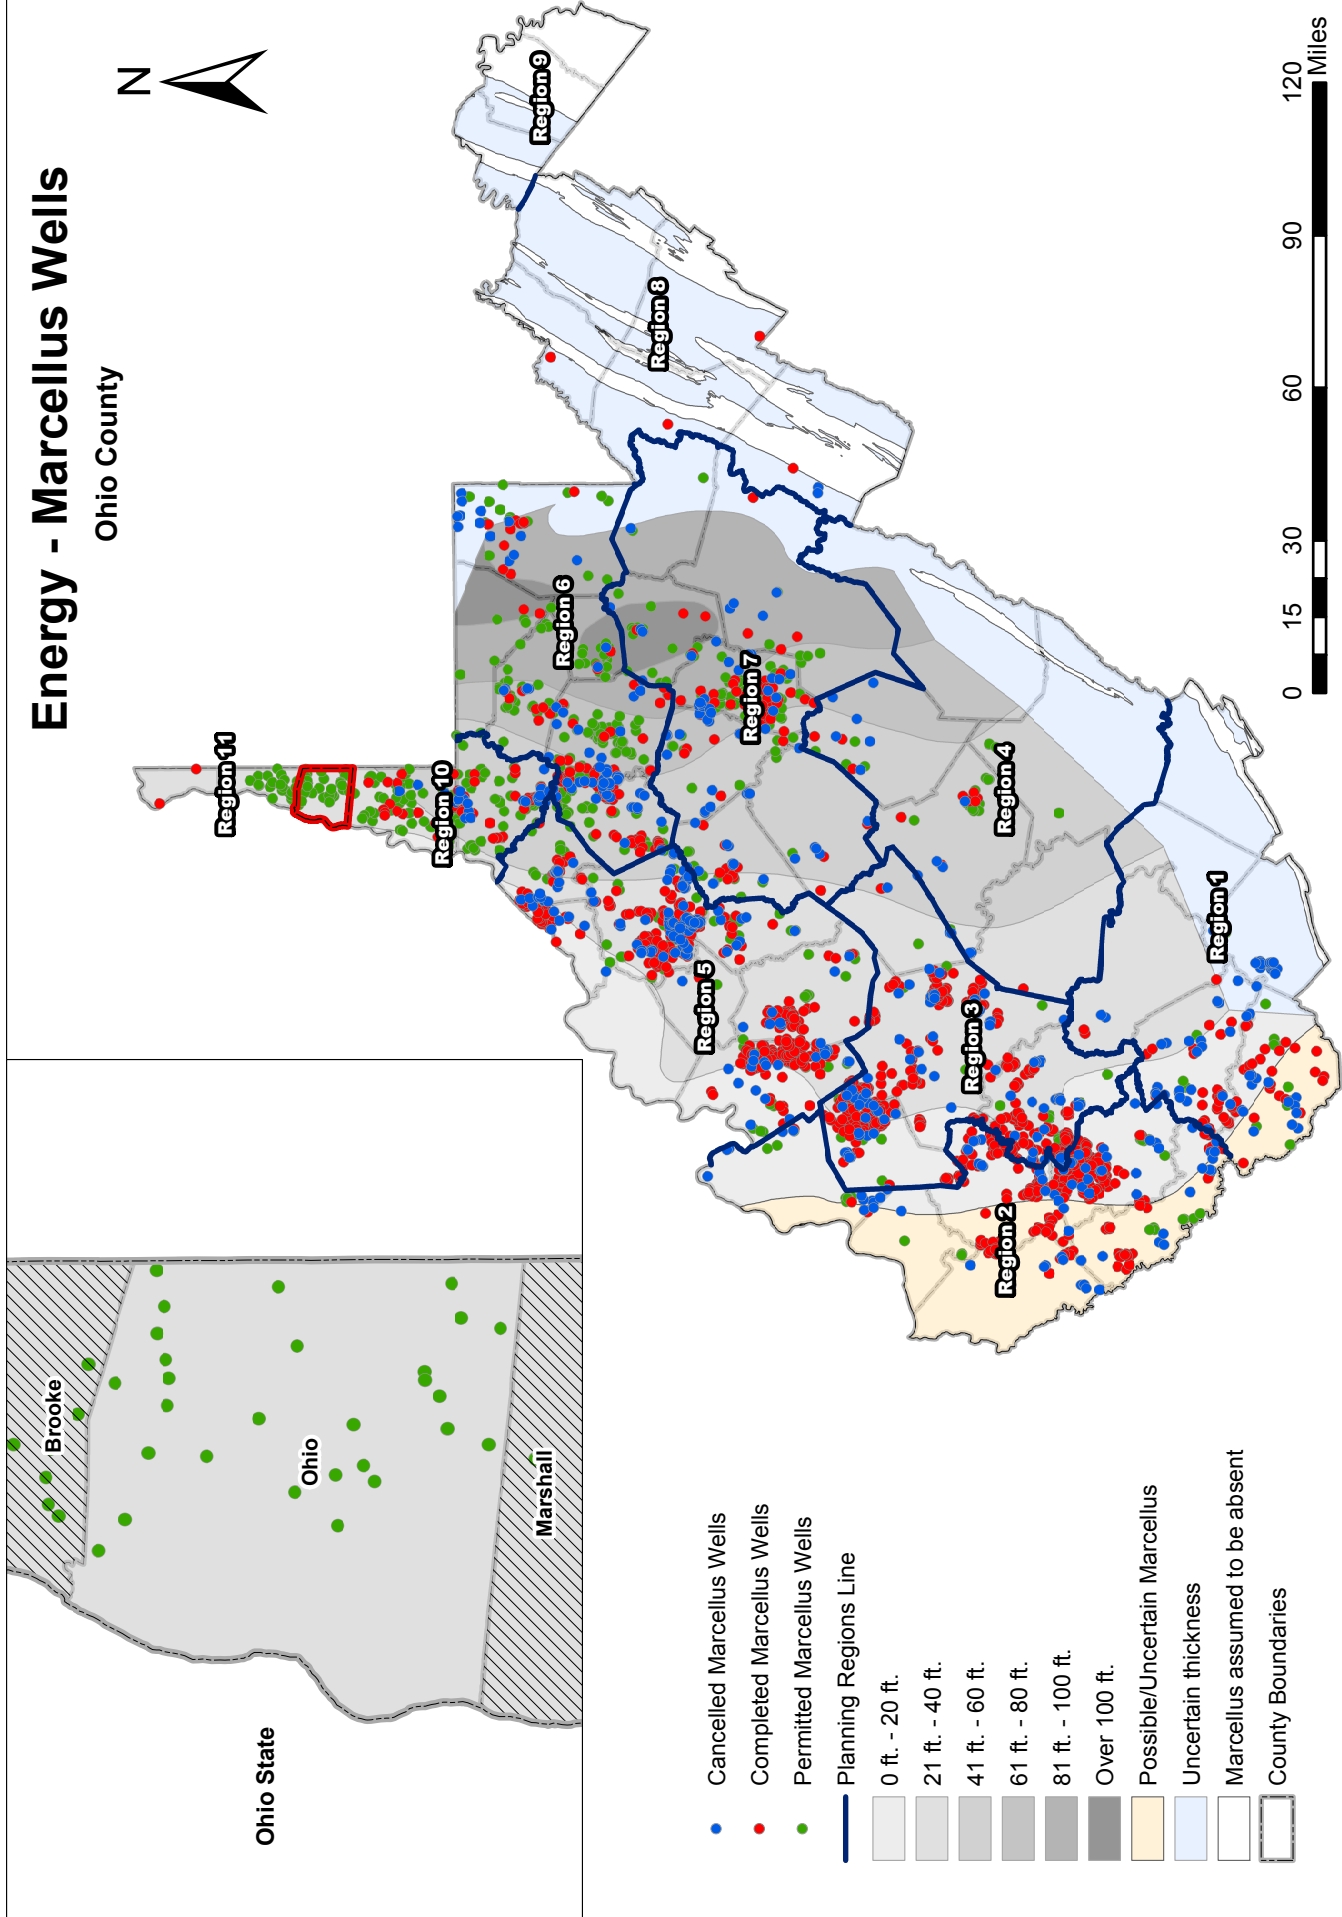 Energy - Marcellus Wells
Ohio County
N
Brooke
Ohio
Marshall
Ohio State
Region 11
Region 10
Region 9
Region 8
Region 6
Region 7
Region 5
Region 4
Region 3
Region 2
Region 1
Cancelled Marcellus Wells
Completed Marcellus Wells
Permitted Marcellus Wells
Planning Regions Line
0 ft. - 20 ft.
21 ft. - 40 ft.
41 ft. - 60 ft.
61 ft. - 80 ft.
81 ft. - 100 ft.
Over 100 ft.
Possible/Uncertain Marcellus
Uncertain thickness
Marcellus assumed to be absent
County Boundaries
0 15 30 60 90 120
Miles